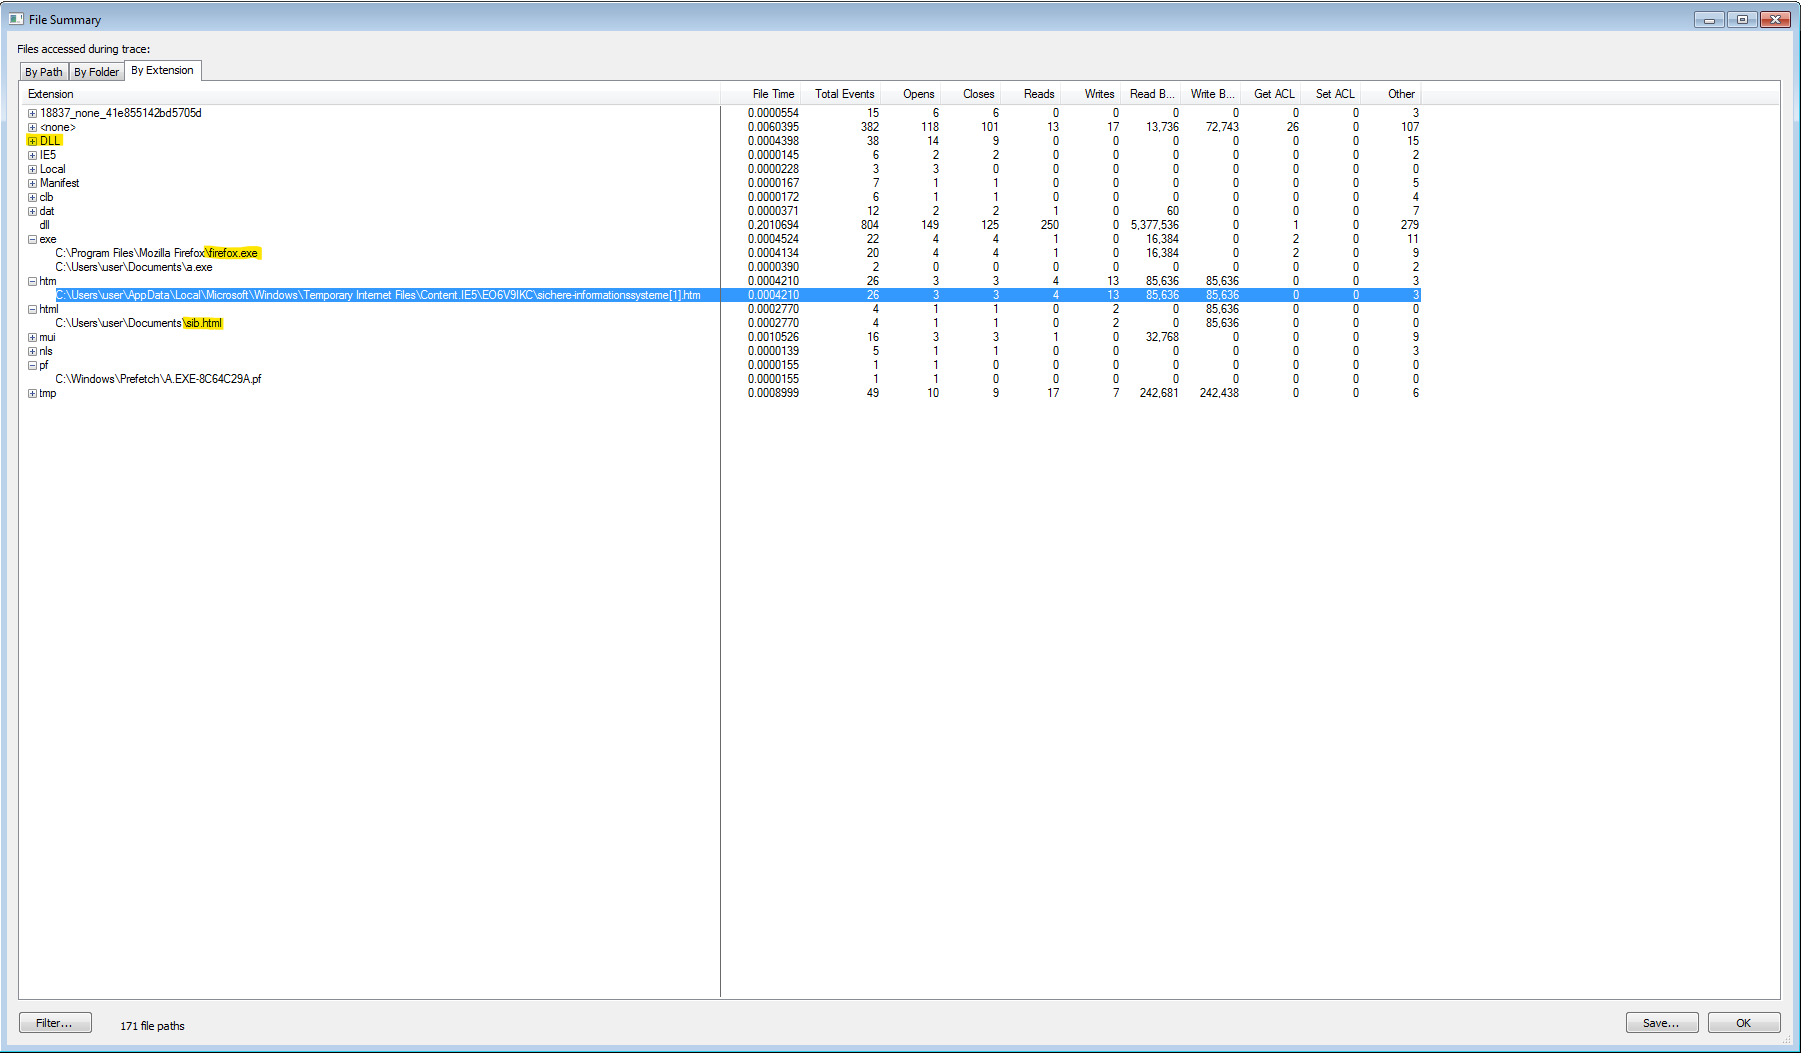 File Summary
Files accessed during trace:
By Path By Folder By Extension
Extension File Time Total Events Opens Closes Reads Writes Read B... Write B... Get ACL Set ACL Other
18837_none_41e855142bd5705d 0.0000554 15 6 6 0 0 0 0 0 0 3
<none> 0.0060395 382 118 101 13 17 13,736 72,743 26 0 107
DLL 0.0004398 38 14 9 0 0 0 0 0 0 15
IE5 0.0000145 6 2 2 0 0 0 0 0 0 2
Local 0.0000228 3 3 0 0 0 0 0 0 0 0
Manifest 0.0000167 7 1 1 0 0 0 0 0 0 5
clb 0.0000172 6 1 1 0 0 0 0 0 0 4
dat 0.0000371 12 2 2 1 0 60 0 0 0 7
dll 0.2010694 804 149 125 250 0 5,377,536 0 1 0 279
exe 0.0004524 22 4 4 1 0 16,384 0 2 0 11
C:\Program Files\Mozilla Firefox\firefox.exe 0.0004134 20 4 4 1 0 16,384 0 2 0 9
C:\Users\user\Documents\a.exe 0.0000390 2 0 0 0 0 0 0 0 0 2
htm 0.0004210 26 3 3 4 13 85,636 85,636 0 0 3
C:\Users\user\AppData\Local\Microsoft\Windows\Temporary Internet Files\Content.IE5\EO6V9IKC\sichere-informationssysteme[1].htm 0.0004210 26 3 3 4 13 85,636 85,636 0 0 3
html 0.0002770 4 1 1 0 2 0 85,636 0 0 0
C:\Users\user\Documents\sib.html 0.0002770 4 1 1 0 2 0 85,636 0 0 0
mui 0.0010526 16 3 3 1 0 32,768 0 0 0 9
nls 0.0000139 5 1 1 0 0 0 0 0 0 3
pf 0.0000155 1 1 0 0 0 0 0 0 0 0
C:\Windows\Prefetch\A.EXE-8C64C29A.pf 0.0000155 1 1 0 0 0 0 0 0 0 0
tmp 0.0008999 49 10 9 17 7 242,681 242,438 0 0 6
Filter... 171 file paths Save... OK